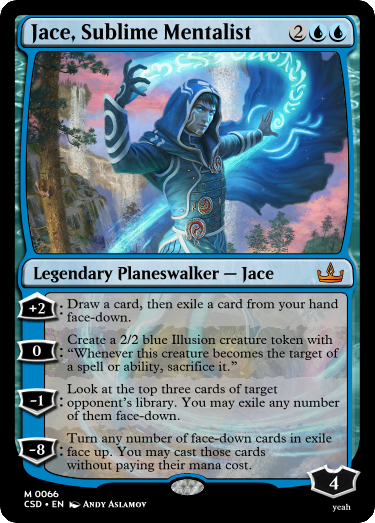 Jace, Sublime Mentalist 2
Legendary Planeswalker — Jace
+2: Draw a card, then exile a card from your hand
face-down.
0: Create a 2/2 blue Illusion creature token with
“Whenever this creature becomes the target of
a spell or ability, sacrifice it.”
-1: Look at the top three cards of target
opponent's library. You may exile any number
of them face-down.
-8: Turn any number of face-down cards in exile
face up. You may cast those cards
without paying their mana cost.
4
M 0066
CSD • EN Andy Aslamov
yeah